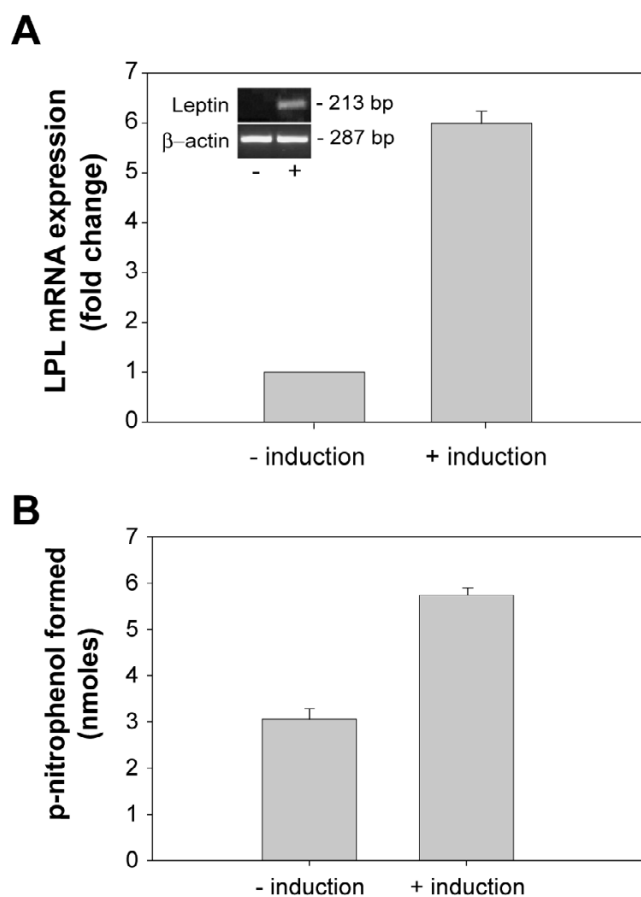 A
LPL mRNA expression
(fold change)
7
6
5
4
3
2
1
0
Leptin - 213 bp
β–actin - 287 bp
- +
- induction + induction
B
p-nitrophenol formed
(nmoles)
7
6
5
4
3
2
1
0
- induction + induction